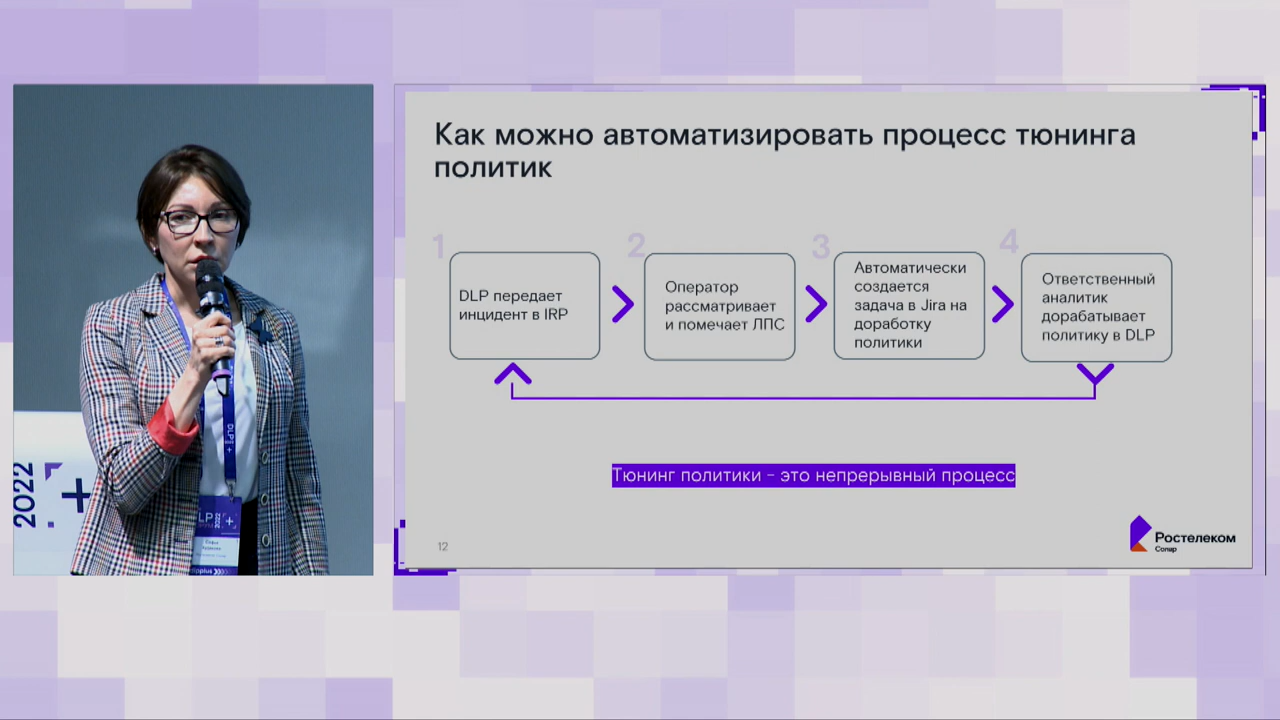 Как можно автоматизировать процесс тюнинга
политик
1
DLP передает
инцидент в IRP
2
Оператор
рассматривает
и помечает ЛПС
3
Автоматически
создается
задача в Jira на
доработку
политики
4
Ответственный
аналитик
дорабатывает
политику в DLP
Тюнинг политики – это непрерывный процесс
12
Ростелеком
Солар
2022
+
DLP
+
LP
2022
+